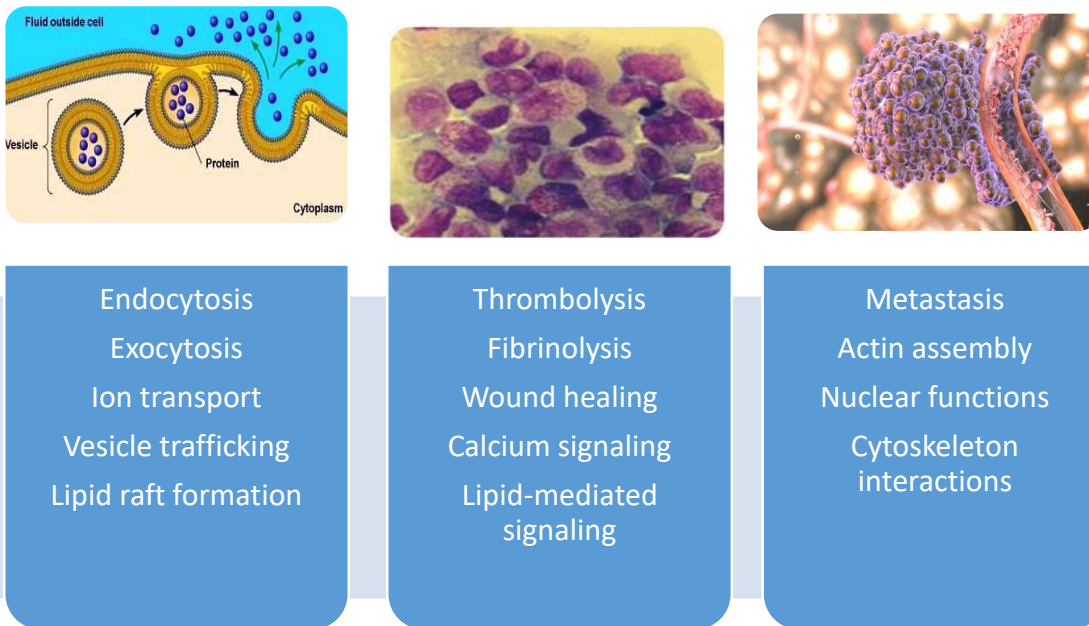 Fluid outside cell
Vesicle
Protein
Cytoplasm
Endocytosis
Exocytosis
Ion transport
Vesicle trafficking
Lipid raft formation
Thrombolysis
Fibrinolysis
Wound healing
Calcium signaling
Lipid-mediated
signaling
Metastasis
Actin assembly
Nuclear functions
Cytoskeleton
interactions